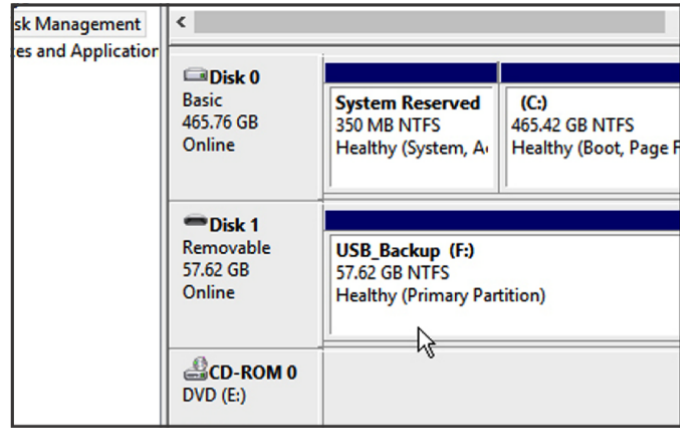 sk Management
es and Application
Disk 0
Basic
465.76 GB
Online
System Reserved
350 MB NTFS
Healthy (System, A
(C:)
465.42 GB NTFS
Healthy (Boot, Page F
Disk 1
Removable
57.62 GB
Online
USB_Backup (F:)
57.62 GB NTFS
Healthy (Primary Partition)
CD-ROM 0
DVD (E:)